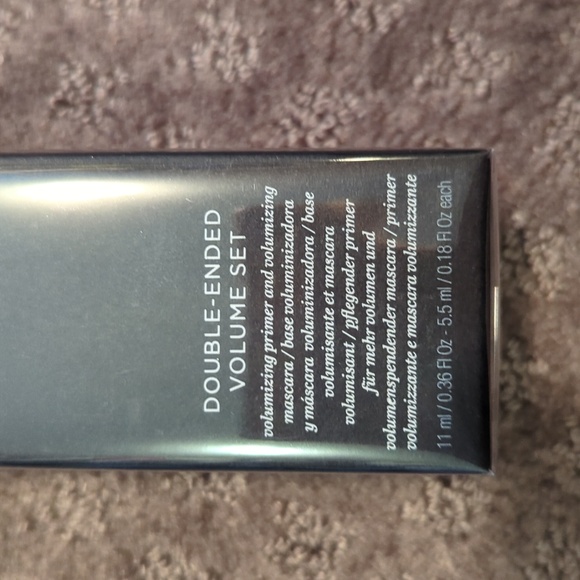 DOUBLE-ENDED
VOLUME SET
volumizing primer and volumizing
mascara / base voluminizadora
y máscara voluminizadora / base
volumisante et mascara
volumisant / pflegender primer
für mehr volumen und
volumenspendender mascara / primer
volumizzante e mascara volumizzante
11 ml / 0.36 Fl Oz - 5.5 ml / 0.18 Fl Oz each